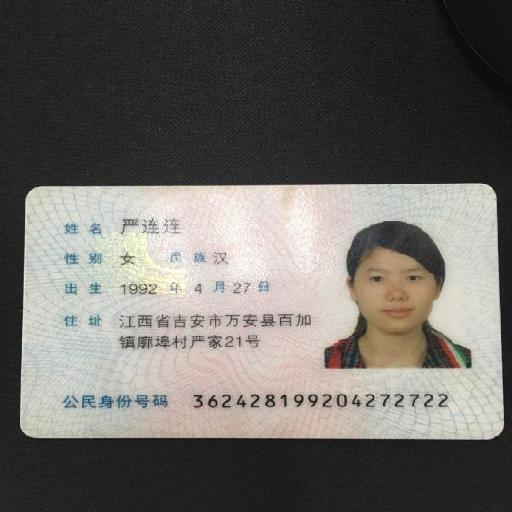 姓名 严连连
性别 女 民族 汉
出生 1992 年 4 月 27 日
住址 江西省吉安市万安县百加
镇廓埠村严家21号
公民身份号码 362428199204272722